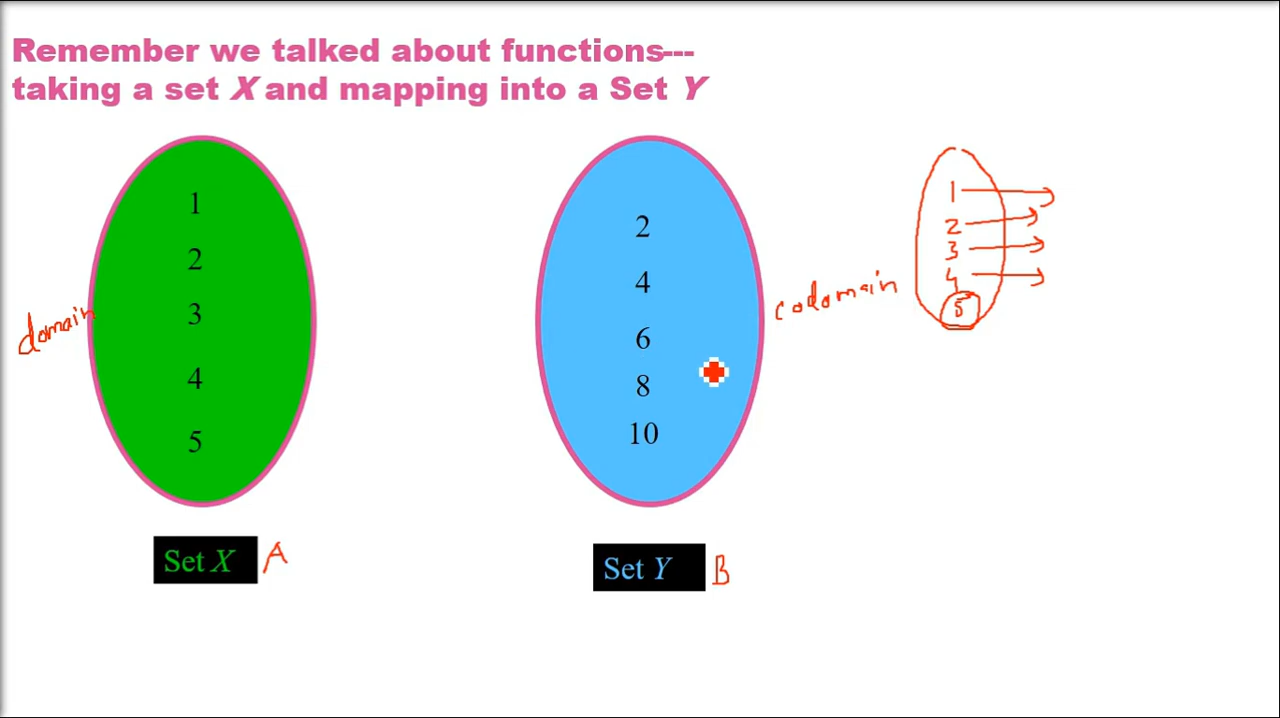 Remember we talked about functions---
taking a set X and mapping into a Set Y
1
2
3
4
5
domain
Set X A
2
4
6
8
10
codomain
Set Y B
1
2
3
4
5